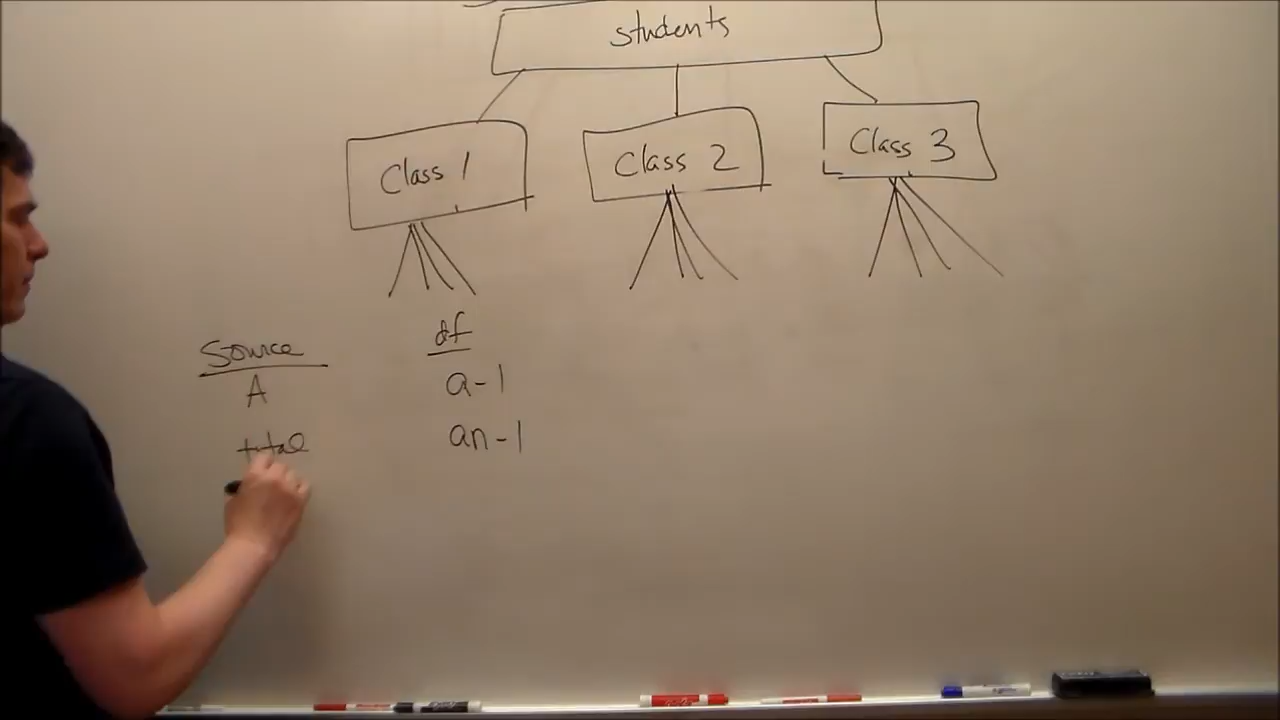 students
Class 1 Class 2 Class 3
Source df
A a-1
total an-1